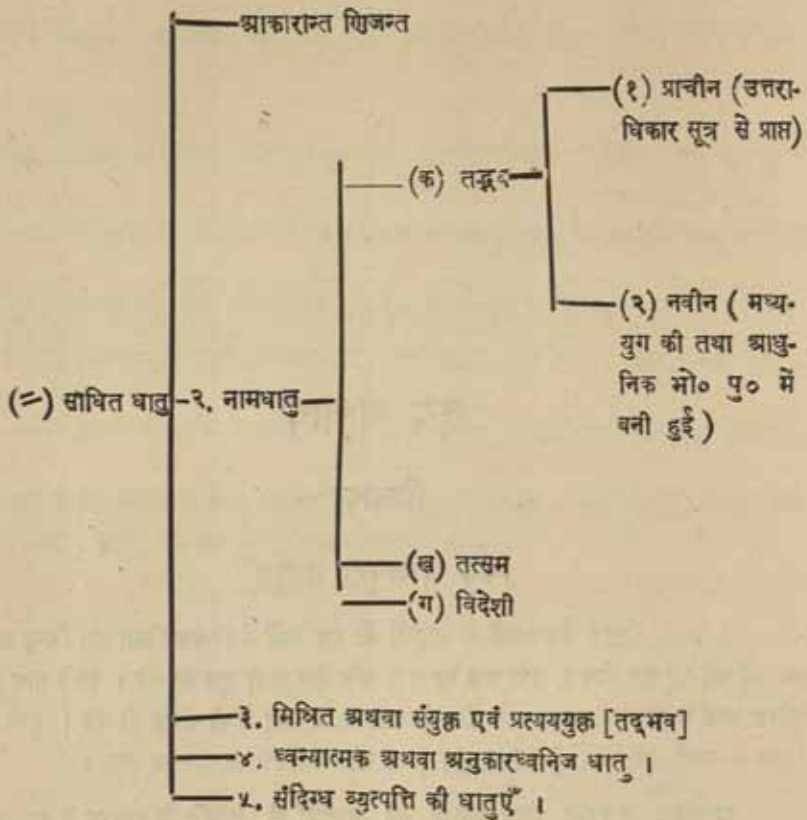 आकारान्त णिजन्त
(१) प्राचीन (उत्तरा-
धिकार सूत्र से प्राप्त)
(क) तद्भव
(२) नवीन ( मध्य-
युग की तथा आधु-
निक भो० पु० में
बनी हुई )
(=) साधित धातु
२. नामधातु
(ख) तत्सम
(ग) विदेशी
३. मिश्रित अथवा संयुक्त एवं प्रत्यययुक्त [तद्भव]
४. ध्वन्यात्मक अथवा अनुकारध्वनिज धातु ।
५. संदिग्ध व्युत्पत्ति की धातुएँ ।